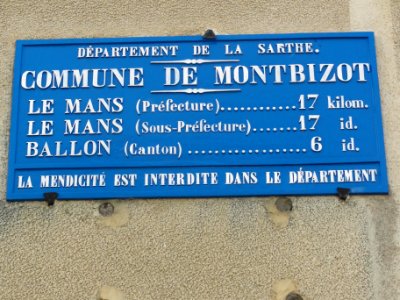 DÉPARTEMENT DE LA SARTHE.
COMMUNE DE MONTBIZOT
LE MANS (Préfecture)............17 kilom.
LE MANS (Sous-Préfecture).......17 id.
BALLON (Canton) ..................6 id.
LA MENDICITÉ EST INTERDITE DANS LE DÉPARTEMENT